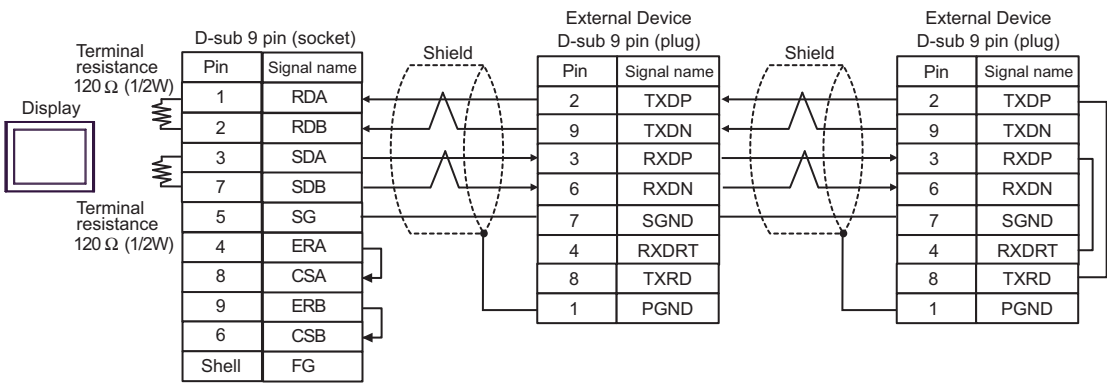 External Device
External Device
D-sub 9 pin (socket)
D-sub 9 pin (plug)
D-sub 9 pin (plug)
Terminal
resistance
120 Ω (1/2W)
Shield
Shield
Display
Pin Signal name
1 RDA
2 RDB
3 SDA
7 SDB
5 SG
4 ERA
8 CSA
9 ERB
6 CSB
Shell FG
Terminal
resistance
120 Ω (1/2W)
Pin Signal name
2 TXDP
9 TXDN
3 RXDP
6 RXDN
7 SGND
4 RXDRT
8 TXRD
1 PGND
Pin Signal name
2 TXDP
9 TXDN
3 RXDP
6 RXDN
7 SGND
4 RXDRT
8 TXRD
1 PGND